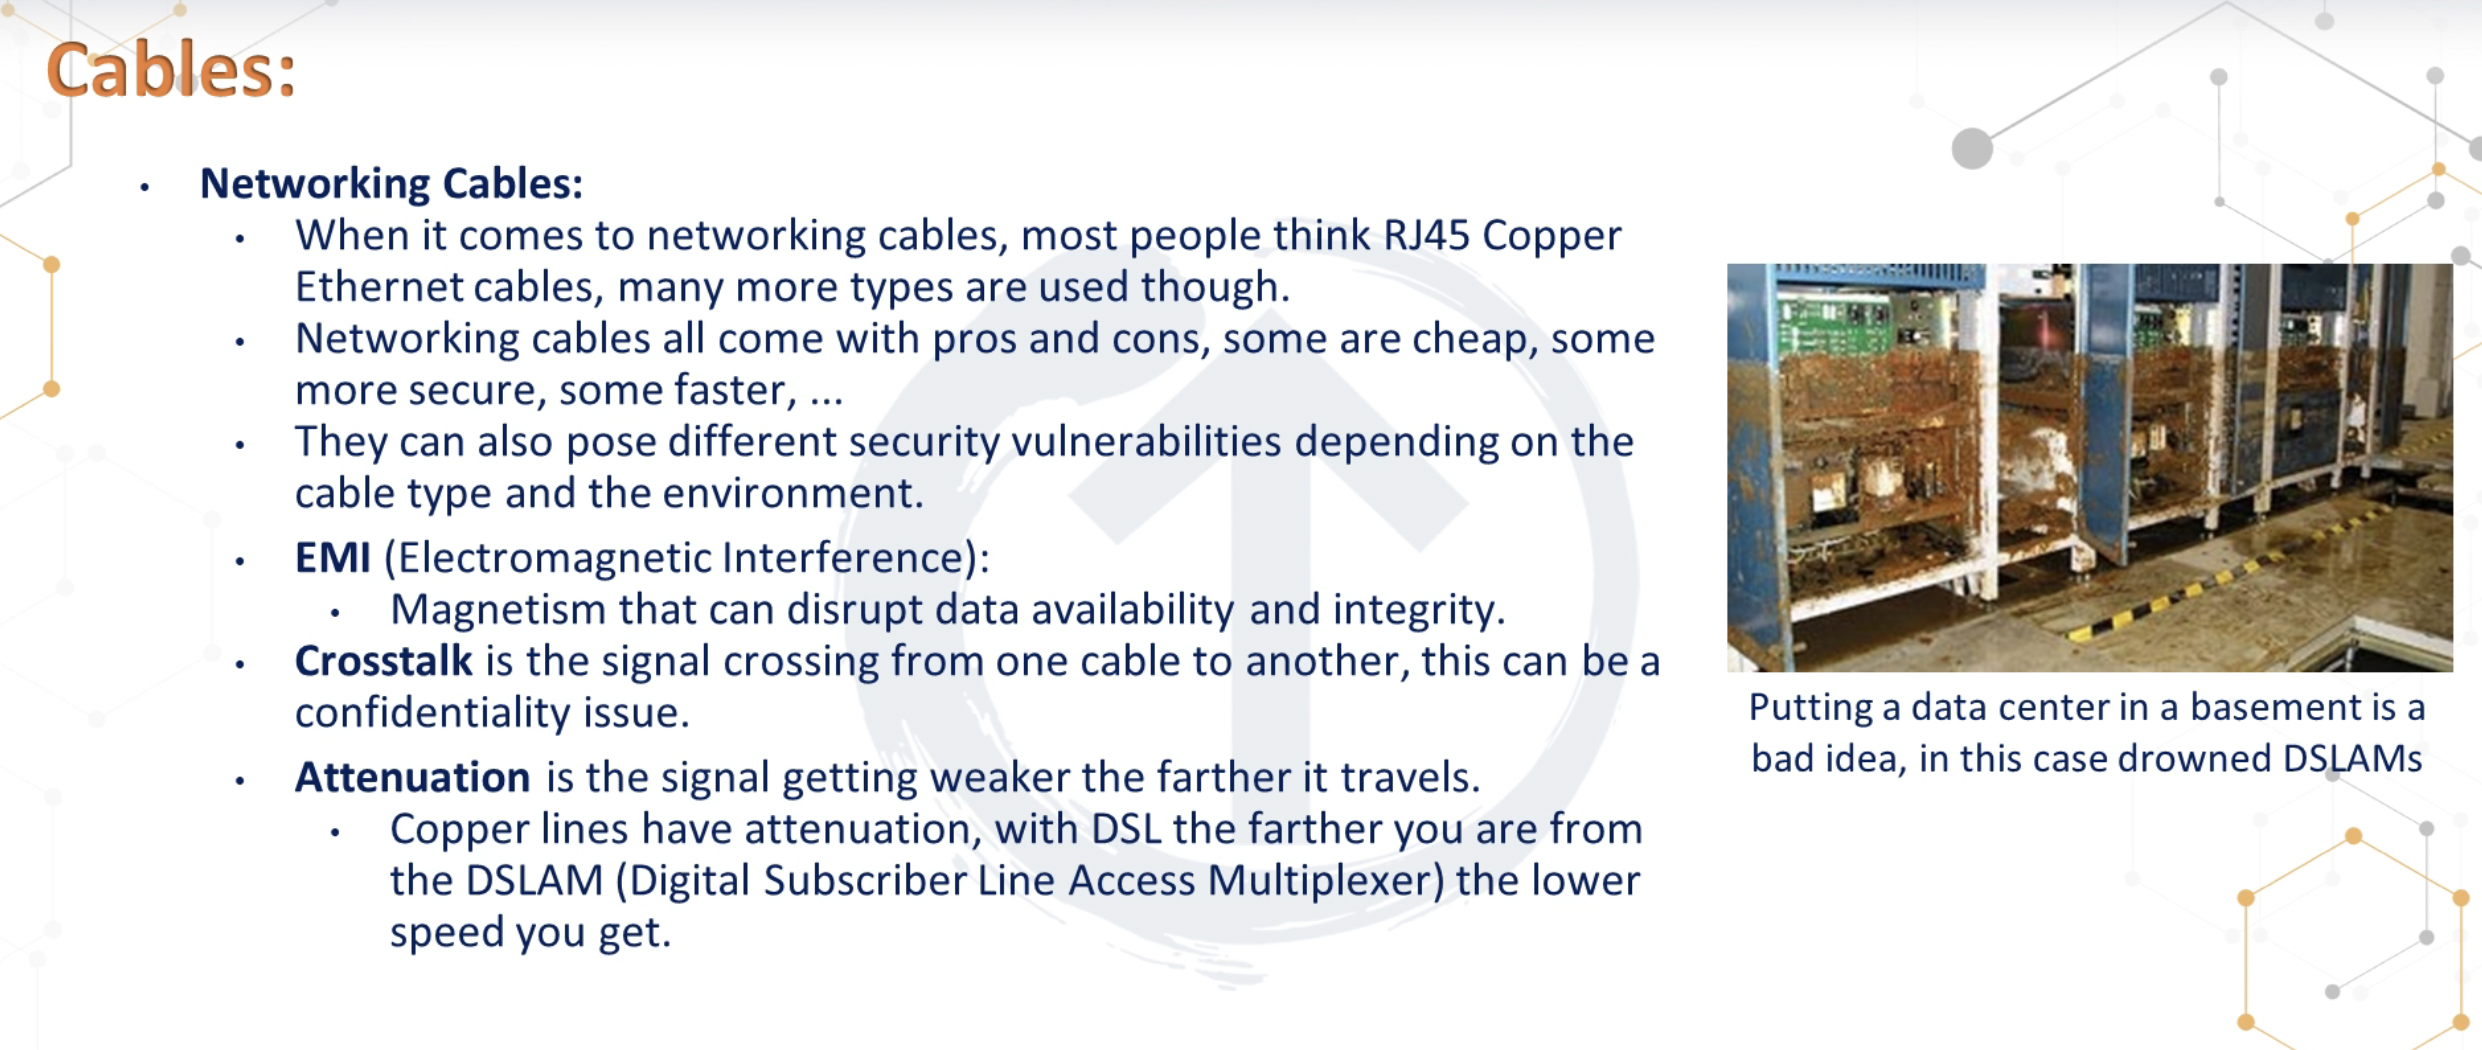 Cables:
• Networking Cables:
• When it comes to networking cables, most people think RJ45 Copper
Ethernet cables, many more types are used though.
• Networking cables all come with pros and cons, some are cheap, some
more secure, some faster, ...
• They can also pose different security vulnerabilities depending on the
cable type and the environment.
• EMI (Electromagnetic Interference):
• Magnetism that can disrupt data availability and integrity.
• Crosstalk is the signal crossing from one cable to another, this can be a
confidentiality issue.
• Attenuation is the signal getting weaker the farther it travels.
• Copper lines have attenuation, with DSL the farther you are from
the DSLAM (Digital Subscriber Line Access Multiplexer) the lower
speed you get.
Putting a data center in a basement is a
bad idea, in this case drowned DSLAMs